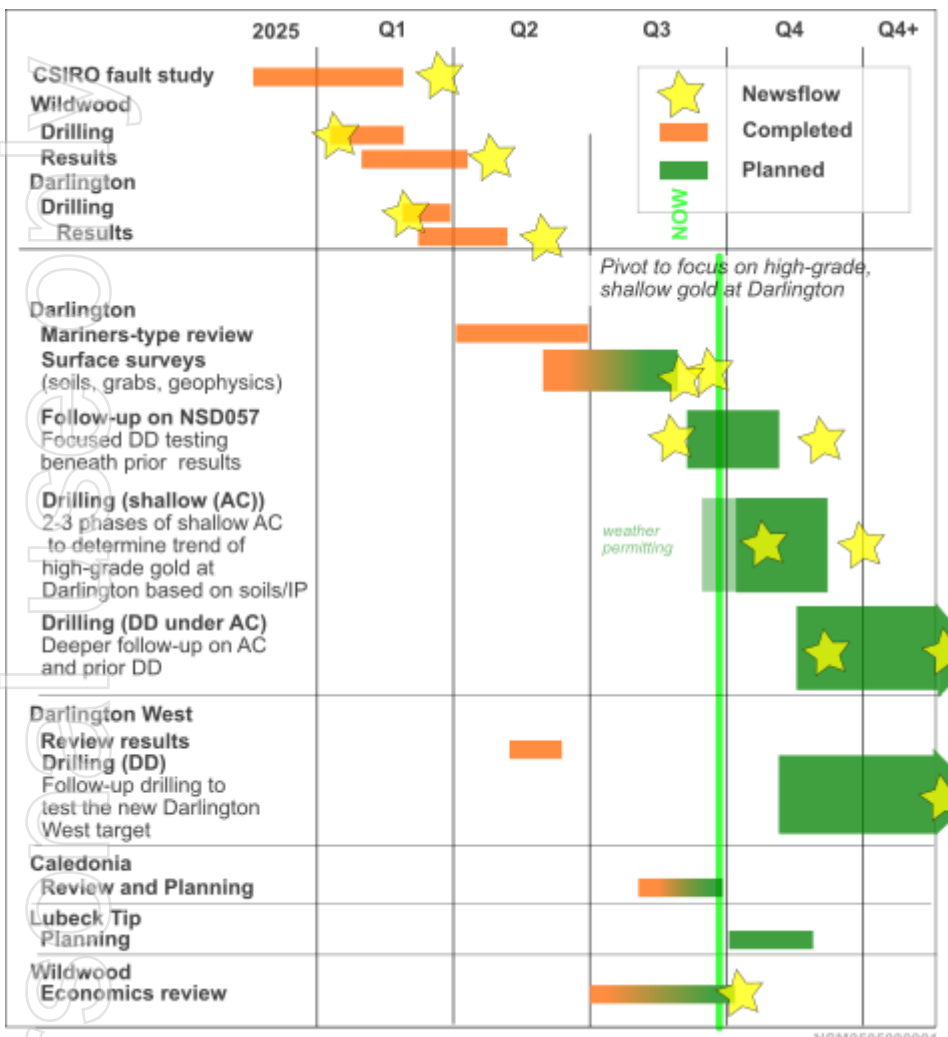 2025 Q1 Q2 Q3 Q4 Q4+
CSIRO fault study
Wildwood
Drilling
Results
Darlington
Drilling
Results
Newsflow
Completed
Planned
NOW
Pivot to focus on high-grade,
shallow gold at Darlington
Darlington
Mariners-type review
Surface surveys
(soils, grabs, geophysics)
Follow-up on NSD057
Focused DD testing
beneath prior results
Drilling (shallow (AC))
2-3 phases of shallow AC
to determine trend of
high-grade gold at
Darlington based on soils/IP
weather
permitting
Drilling (DD under AC)
Deeper follow-up on AC
and prior DD
Darlington West
Review results
Drilling (DD)
Follow-up drilling to
test the new Darlington
West target
Caledonia
Review and Planning
Lubeck Tip
Planning
Wildwood
Economics review
sonal use only